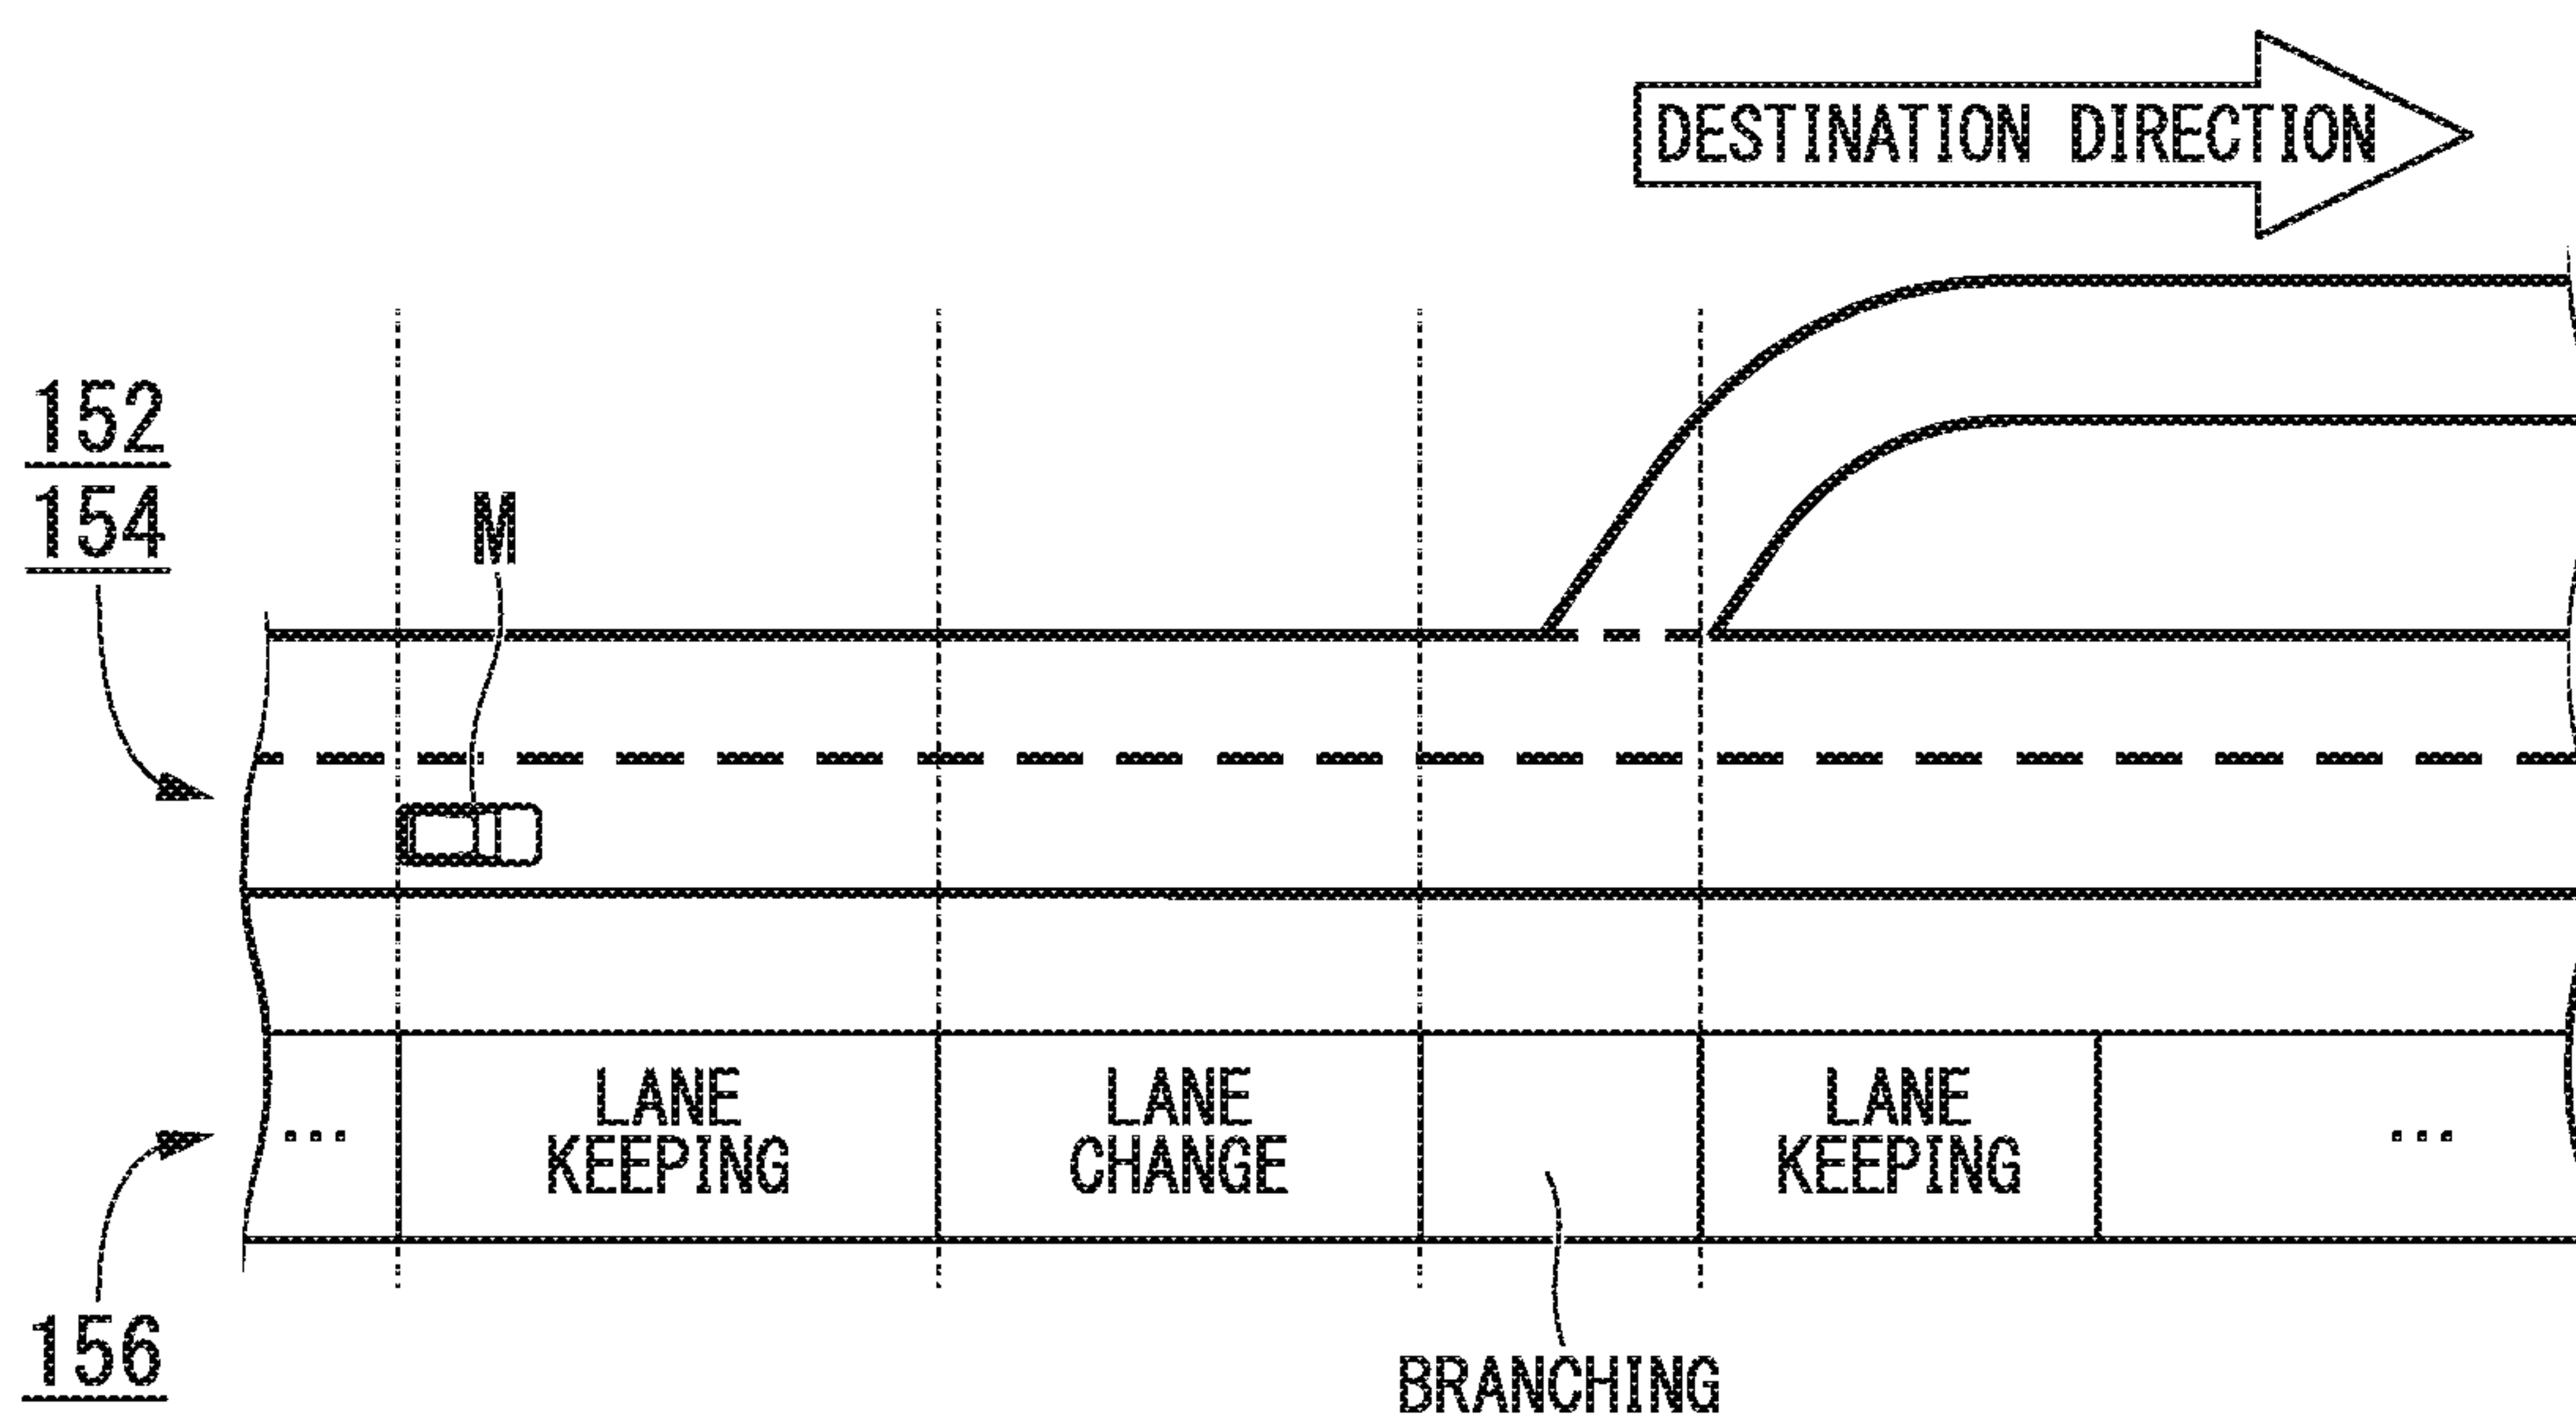 DESTINATION DIRECTION
152
154
M
... LANE KEEPING LANE CHANGE LANE KEEPING ...
156
BRANCHING